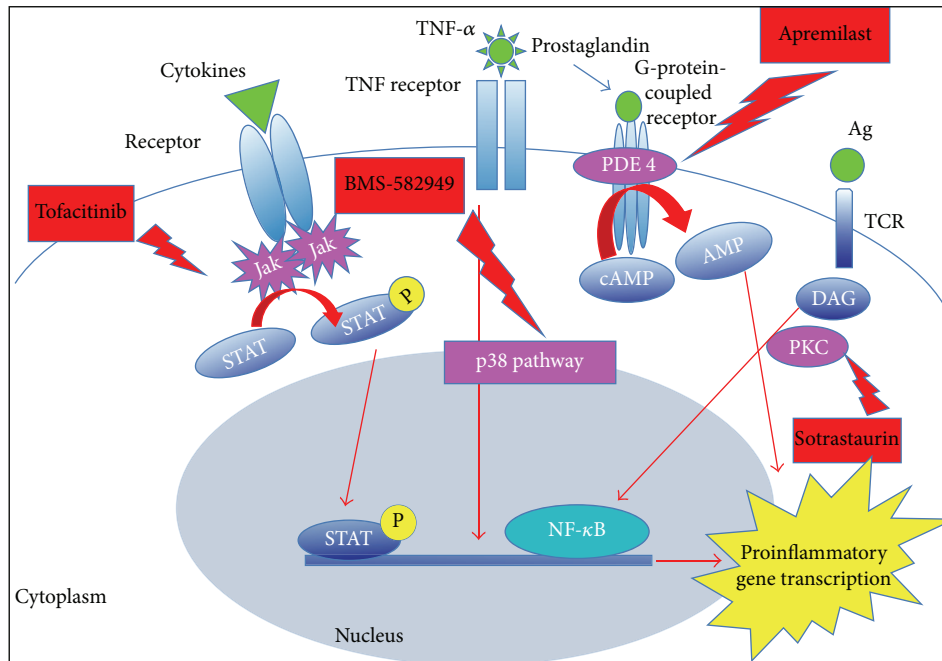 TNF-α
Apremilast
Prostaglandin
Cytokines
TNF receptor
G-protein-
coupled
receptor
Receptor
Ag
PDE 4
BMS-582949
Tofacitinib
TCR
Jak
Jak
AMP
cAMP
DAG
P
STAT
STAT
PKC
p38 pathway
Sotrastaurin
P
STAT
NF-κB
Proinflammatory
gene transcription
Cytoplasm
Nucleus